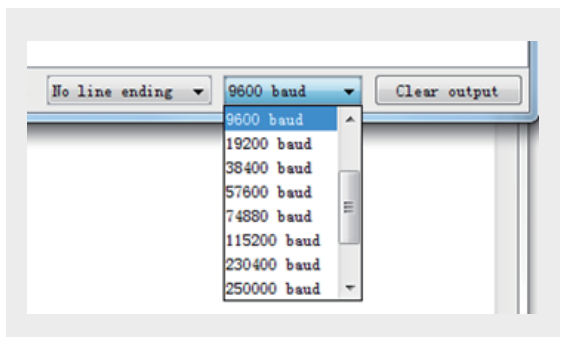 No line ending 9600 baud Clear output
9600 baud
19200 baud
38400 baud
57600 baud
74880 baud
115200 baud
230400 baud
250000 baud